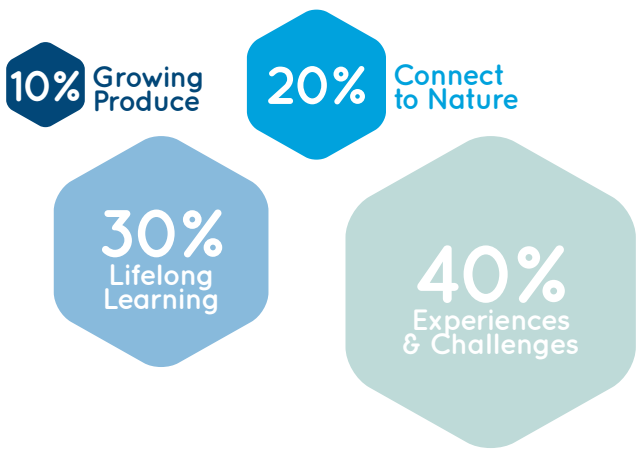 10%
Growing
Produce
20%
Connect
to Nature
30%
Lifelong
Learning
40%
Experiences
& Challenges